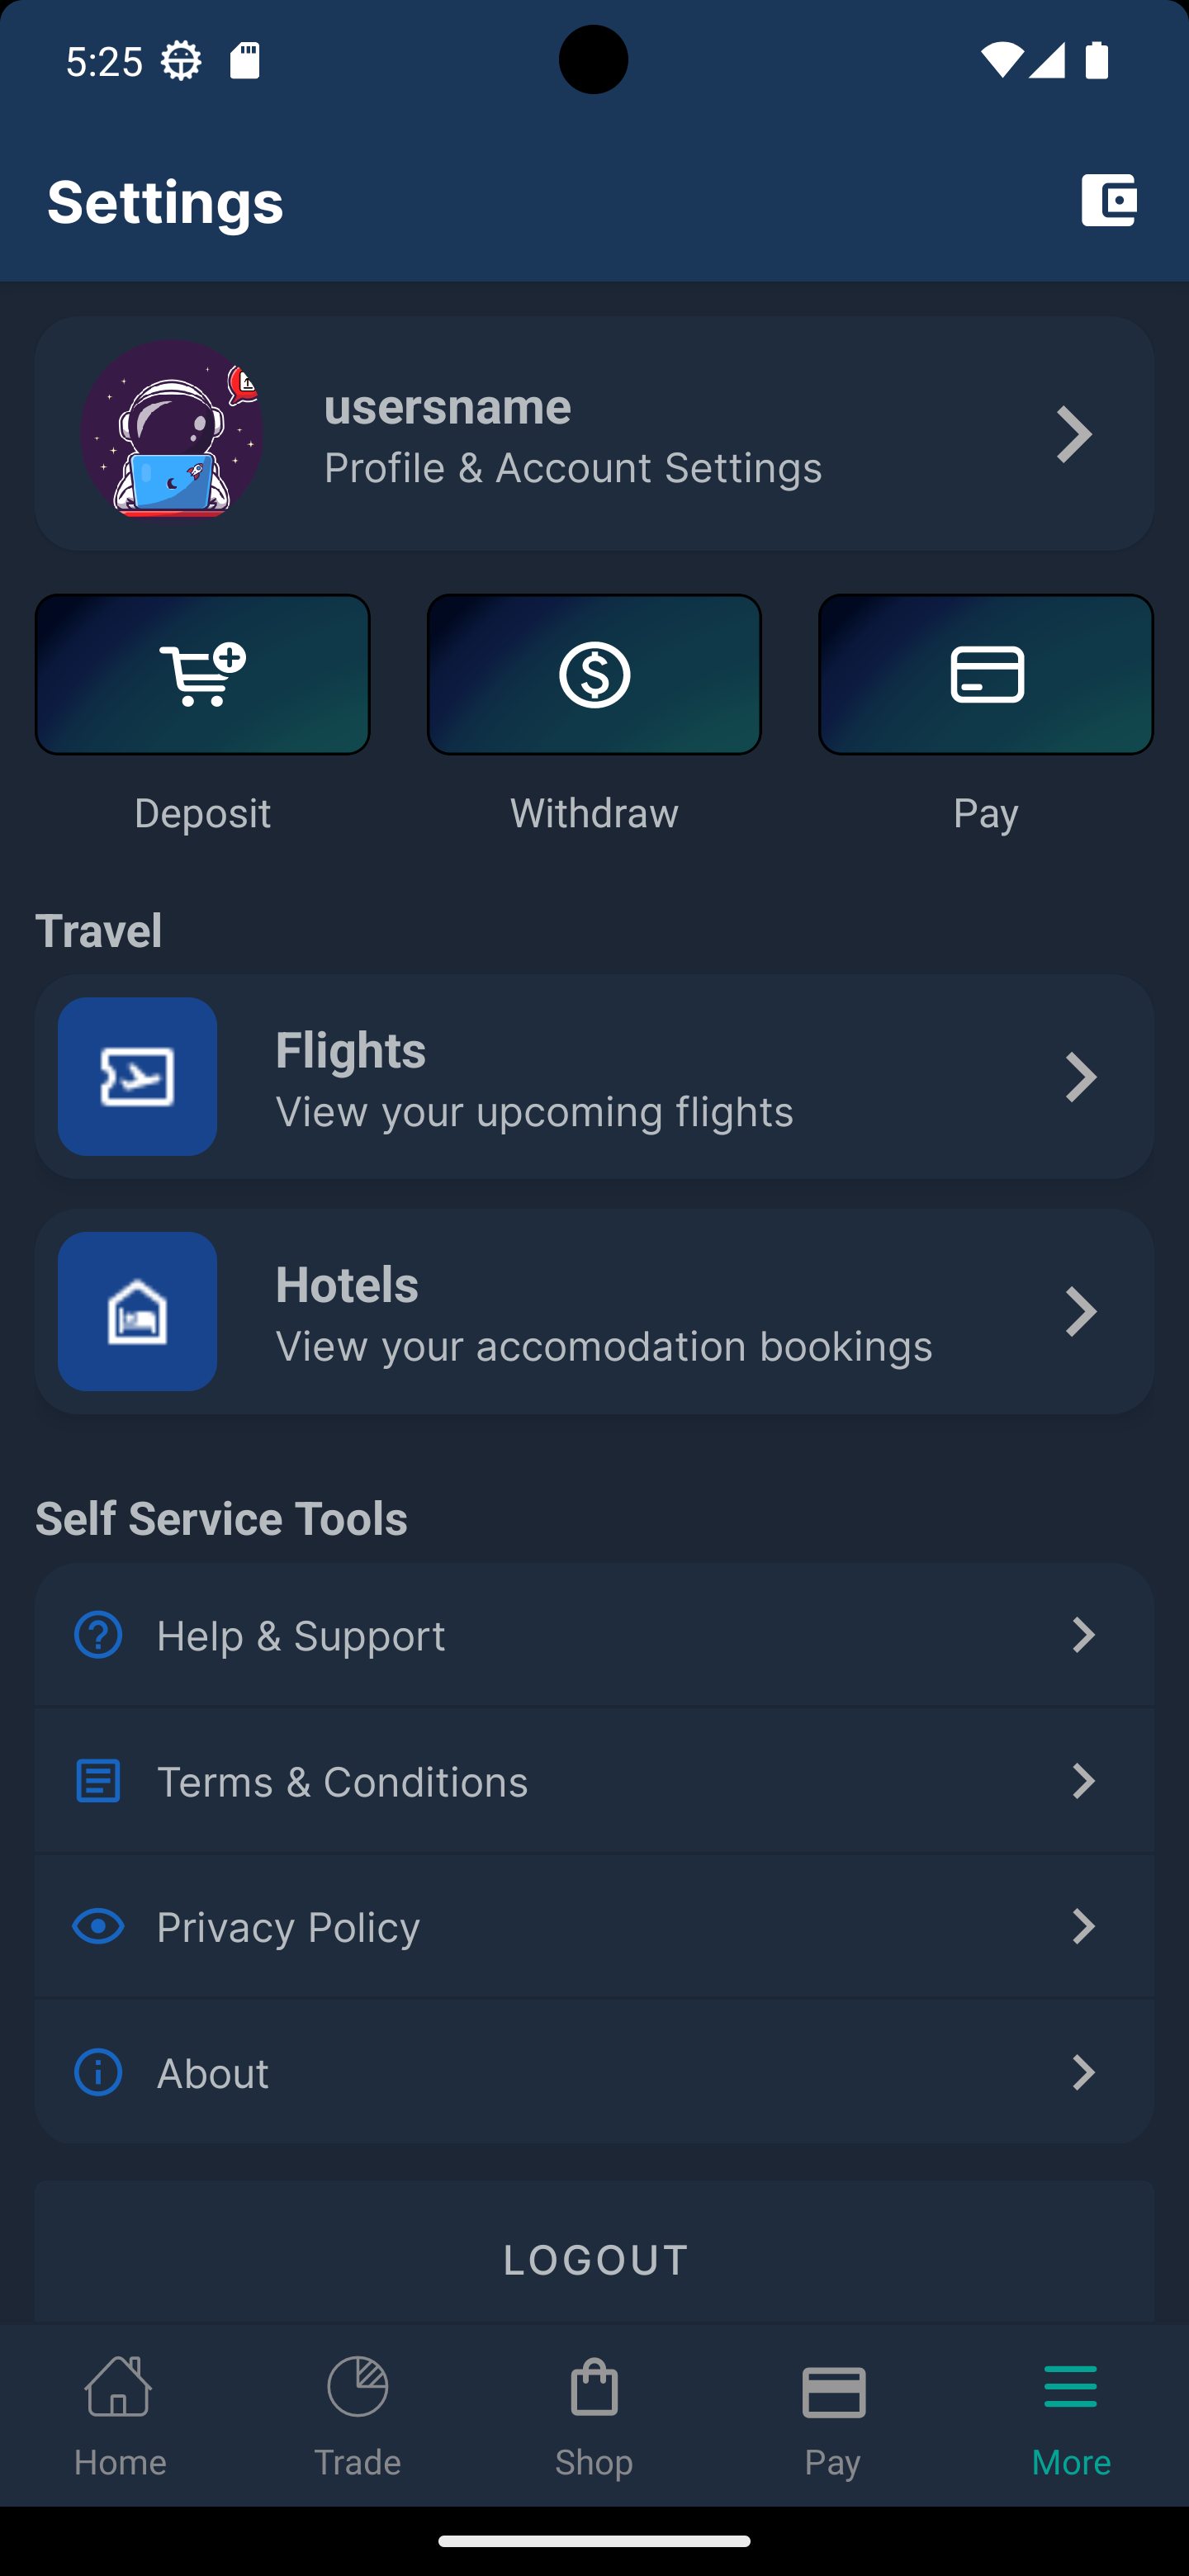 5:25
Settings
usersname
Profile & Account Settings
Deposit
Withdraw
Pay
Travel
Flights
View your upcoming flights
Hotels
View your accomodation bookings
Self Service Tools
Help & Support
Terms & Conditions
Privacy Policy
About
LOGOUT
Home
Trade
Shop
Pay
More